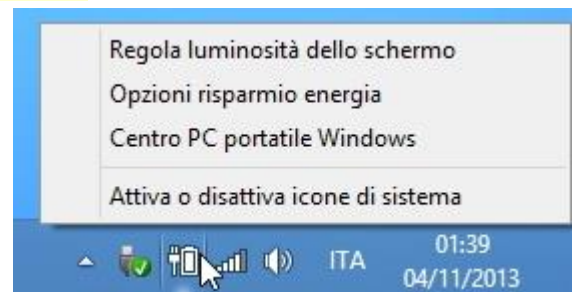 Regola luminosità dello schermo
Opzioni risparmio energia
Centro PC portatile Windows
Attiva o disattiva icone di sistema
ITA
01:39
04/11/2013